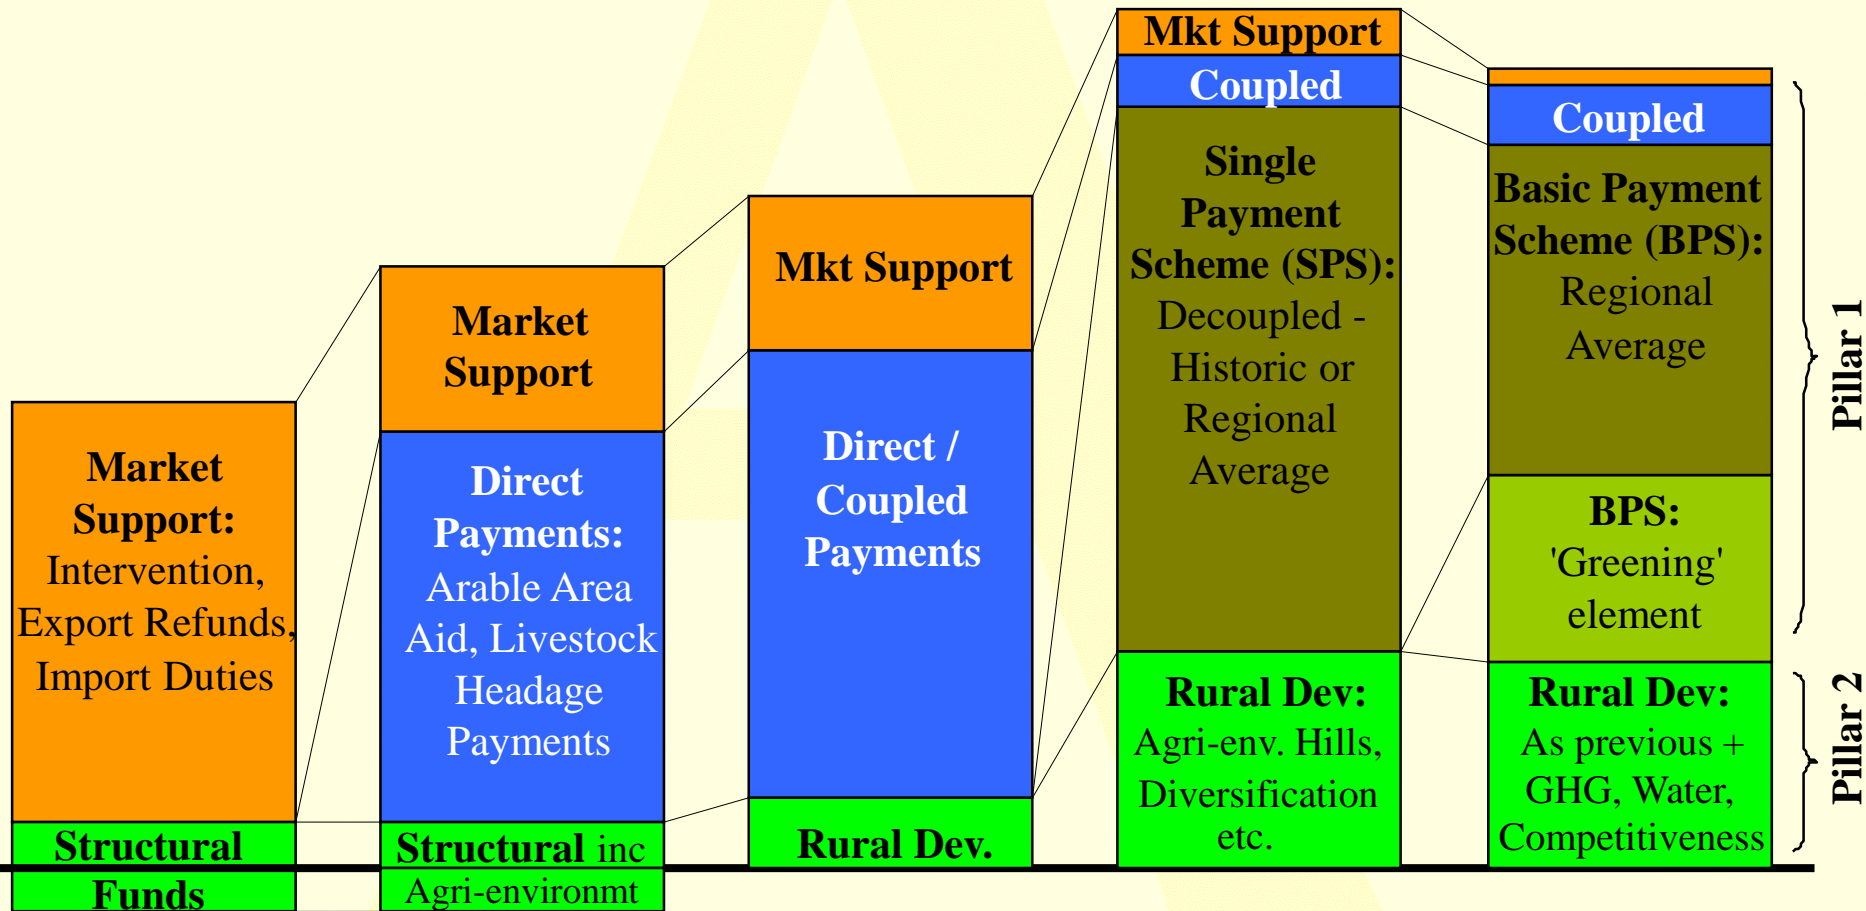 Market
Support:
Intervention,
Export Refunds,
Import Duties
Structural
Funds
Market
Support
Direct
Payments:
Arable Area
Aid, Livestock
Headage
Payments
Structural inc
Agri-environmt
Mkt Support
Direct /
Coupled
Payments
Rural Dev.
Mkt Support
Coupled
Single
Payment
Scheme (SPS):
Decoupled -
Historic or
Regional
Average
Rural Dev:
Agri-env. Hills,
Diversification
etc.
Coupled
Basic Payment
Scheme (BPS):
Regional
Average
BPS:
'Greening'
element
Rural Dev:
As previous +
GHG, Water,
Competitiveness
Pillar 1
Pillar 2